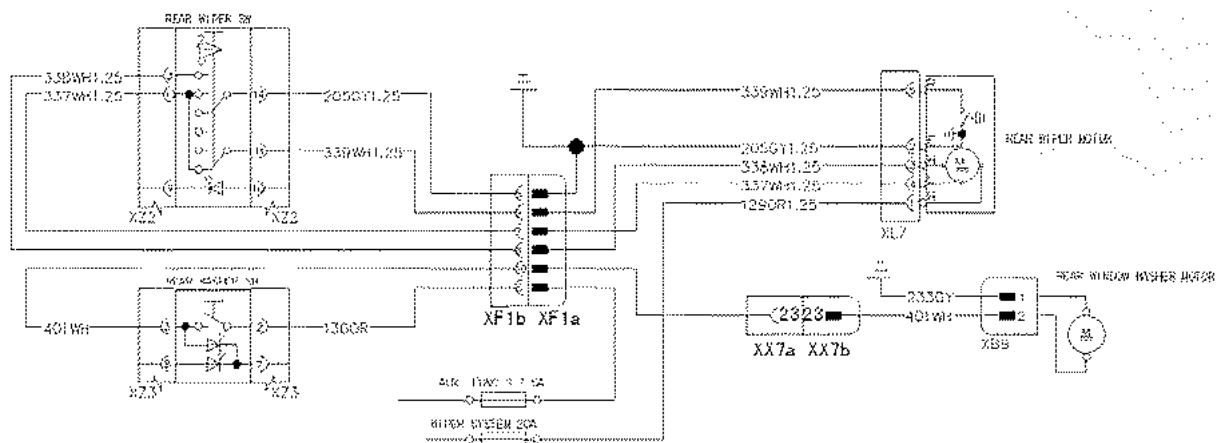 REAR WIPER SW
338WH1.25
337WH1.25
205GY1.25
339WH1.25
XZ2
XZ2
339WH1.25
205GY1.25
338WH1.25
337WH1.25
129OR1.25
REAR WIPER MOTOR
XL7
REAR WASHER SW
401WH
130OR
XZ3
XZ3
XF1b XF1a
2323
XX7a XX7b
REAR WINDOW WASHER MOTOR
233GY
401WH
1
2
M
M
WIPER SYSTEM 20A